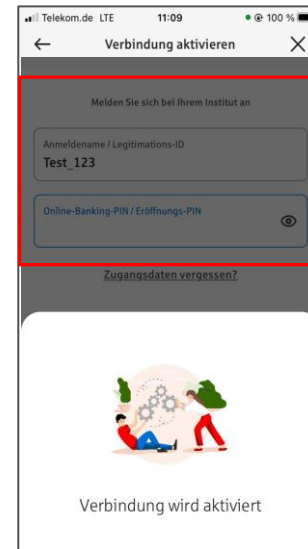 Telekom.de LTE 11:09 100 %
Verbindung aktivieren
Melden Sie sich bei Ihrem Institut an
Anmeldename / Legitimations-ID
Test_123
Online-Banking-PIN / Eröffnungs-PIN
Zugangsdaten vergessen?
Verbindung wird aktiviert